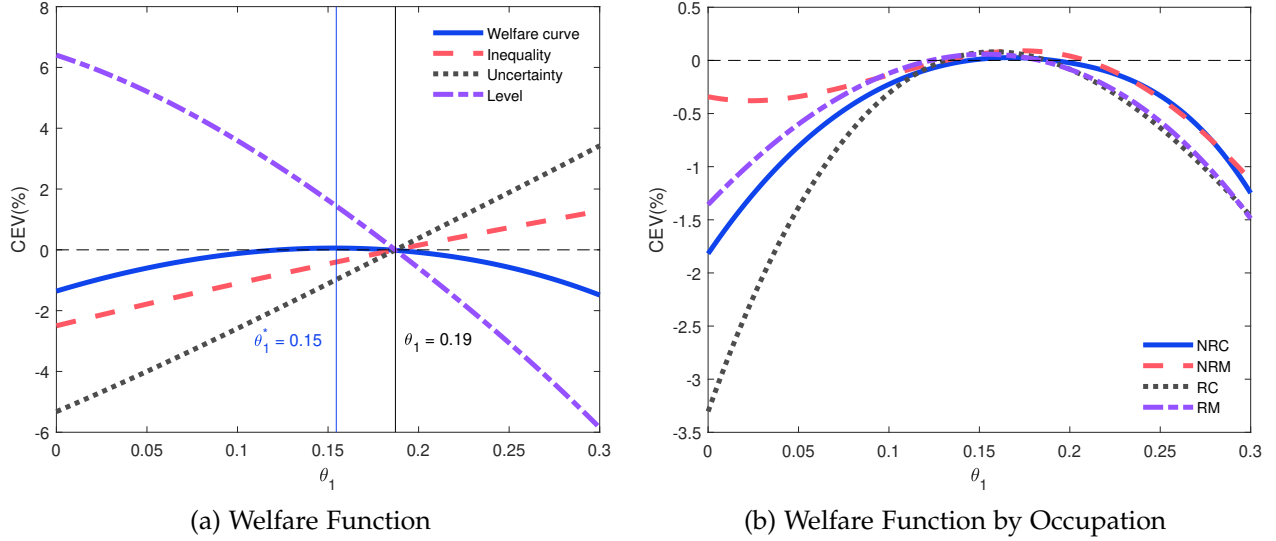 8
6
4
2
0
-2
-4
-6
CEV(%)
Welfare curve
Inequality
Uncertainty
Level
θ₁* = 0.15
θ₁ = 0.19
0 0.05 0.1 0.15 0.2 0.25 0.3
θ₁
(a) Welfare Function
0.5
0
-0.5
-1
-1.5
-2
-2.5
-3
-3.5
CEV(%)
NRC
NRM
RC
RM
0 0.05 0.1 0.15 0.2 0.25 0.3
θ₁
(b) Welfare Function by Occupation